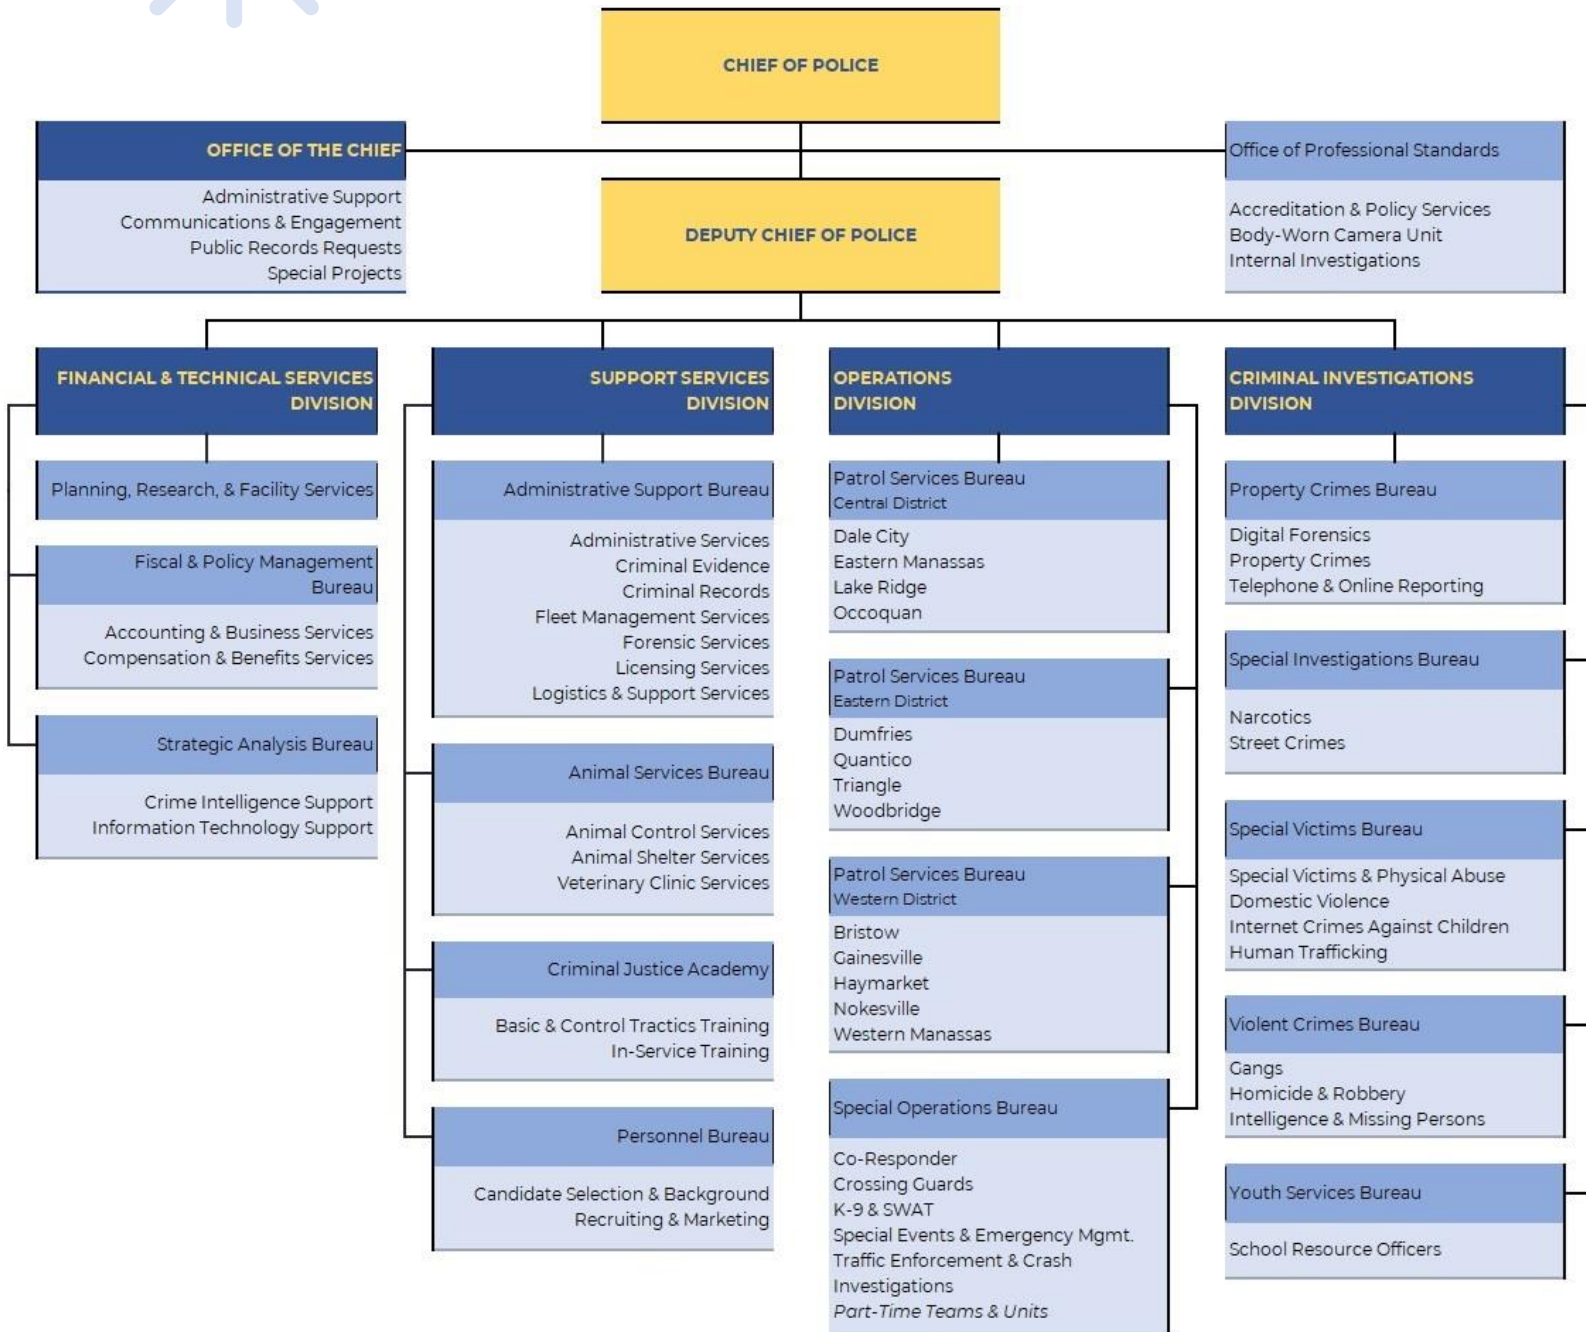 CHIEF OF POLICE
OFFICE OF THE CHIEF
Administrative Support
Communications & Engagement
Public Records Requests
Special Projects
DEPUTY CHIEF OF POLICE
Office of Professional Standards
Accreditation & Policy Services
Body-Worn Camera Unit
Internal Investigations
FINANCIAL & TECHNICAL SERVICES
DIVISION
Planning, Research, & Facility Services
Fiscal & Policy Management
Bureau
Accounting & Business Services
Compensation & Benefits Services
Strategic Analysis Bureau
Crime Intelligence Support
Information Technology Support
SUPPORT SERVICES
DIVISION
Administrative Support Bureau
Administrative Services
Criminal Evidence
Criminal Records
Fleet Management Services
Forensic Services
Licensing Services
Logistics & Support Services
Animal Services Bureau
Animal Control Services
Animal Shelter Services
Veterinary Clinic Services
Criminal Justice Academy
Basic & Control Tractics Training
In-Service Training
Personnel Bureau
Candidate Selection & Background
Recruiting & Marketing
OPERATIONS
DIVISION
Patrol Services Bureau
Central District
Dale City
Eastern Manassas
Lake Ridge
Occoquan
Patrol Services Bureau
Eastern District
Dumfries
Quantico
Triangle
Woodbridge
Patrol Services Bureau
Western District
Bristow
Gainesville
Haymarket
Nokesville
Western Manassas
Special Operations Bureau
Co-Responder
Crossing Guards
K-9 & SWAT
Special Events & Emergency Mgmt.
Traffic Enforcement & Crash
Investigations
Part-Time Teams & Units
CRIMINAL INVESTIGATIONS
DIVISION
Property Crimes Bureau
Digital Forensics
Property Crimes
Telephone & Online Reporting
Special Investigations Bureau
Narcotics
Street Crimes
Special Victims Bureau
Special Victims & Physical Abuse
Domestic Violence
Internet Crimes Against Children
Human Trafficking
Violent Crimes Bureau
Gangs
Homicide & Robbery
Intelligence & Missing Persons
Youth Services Bureau
School Resource Officers